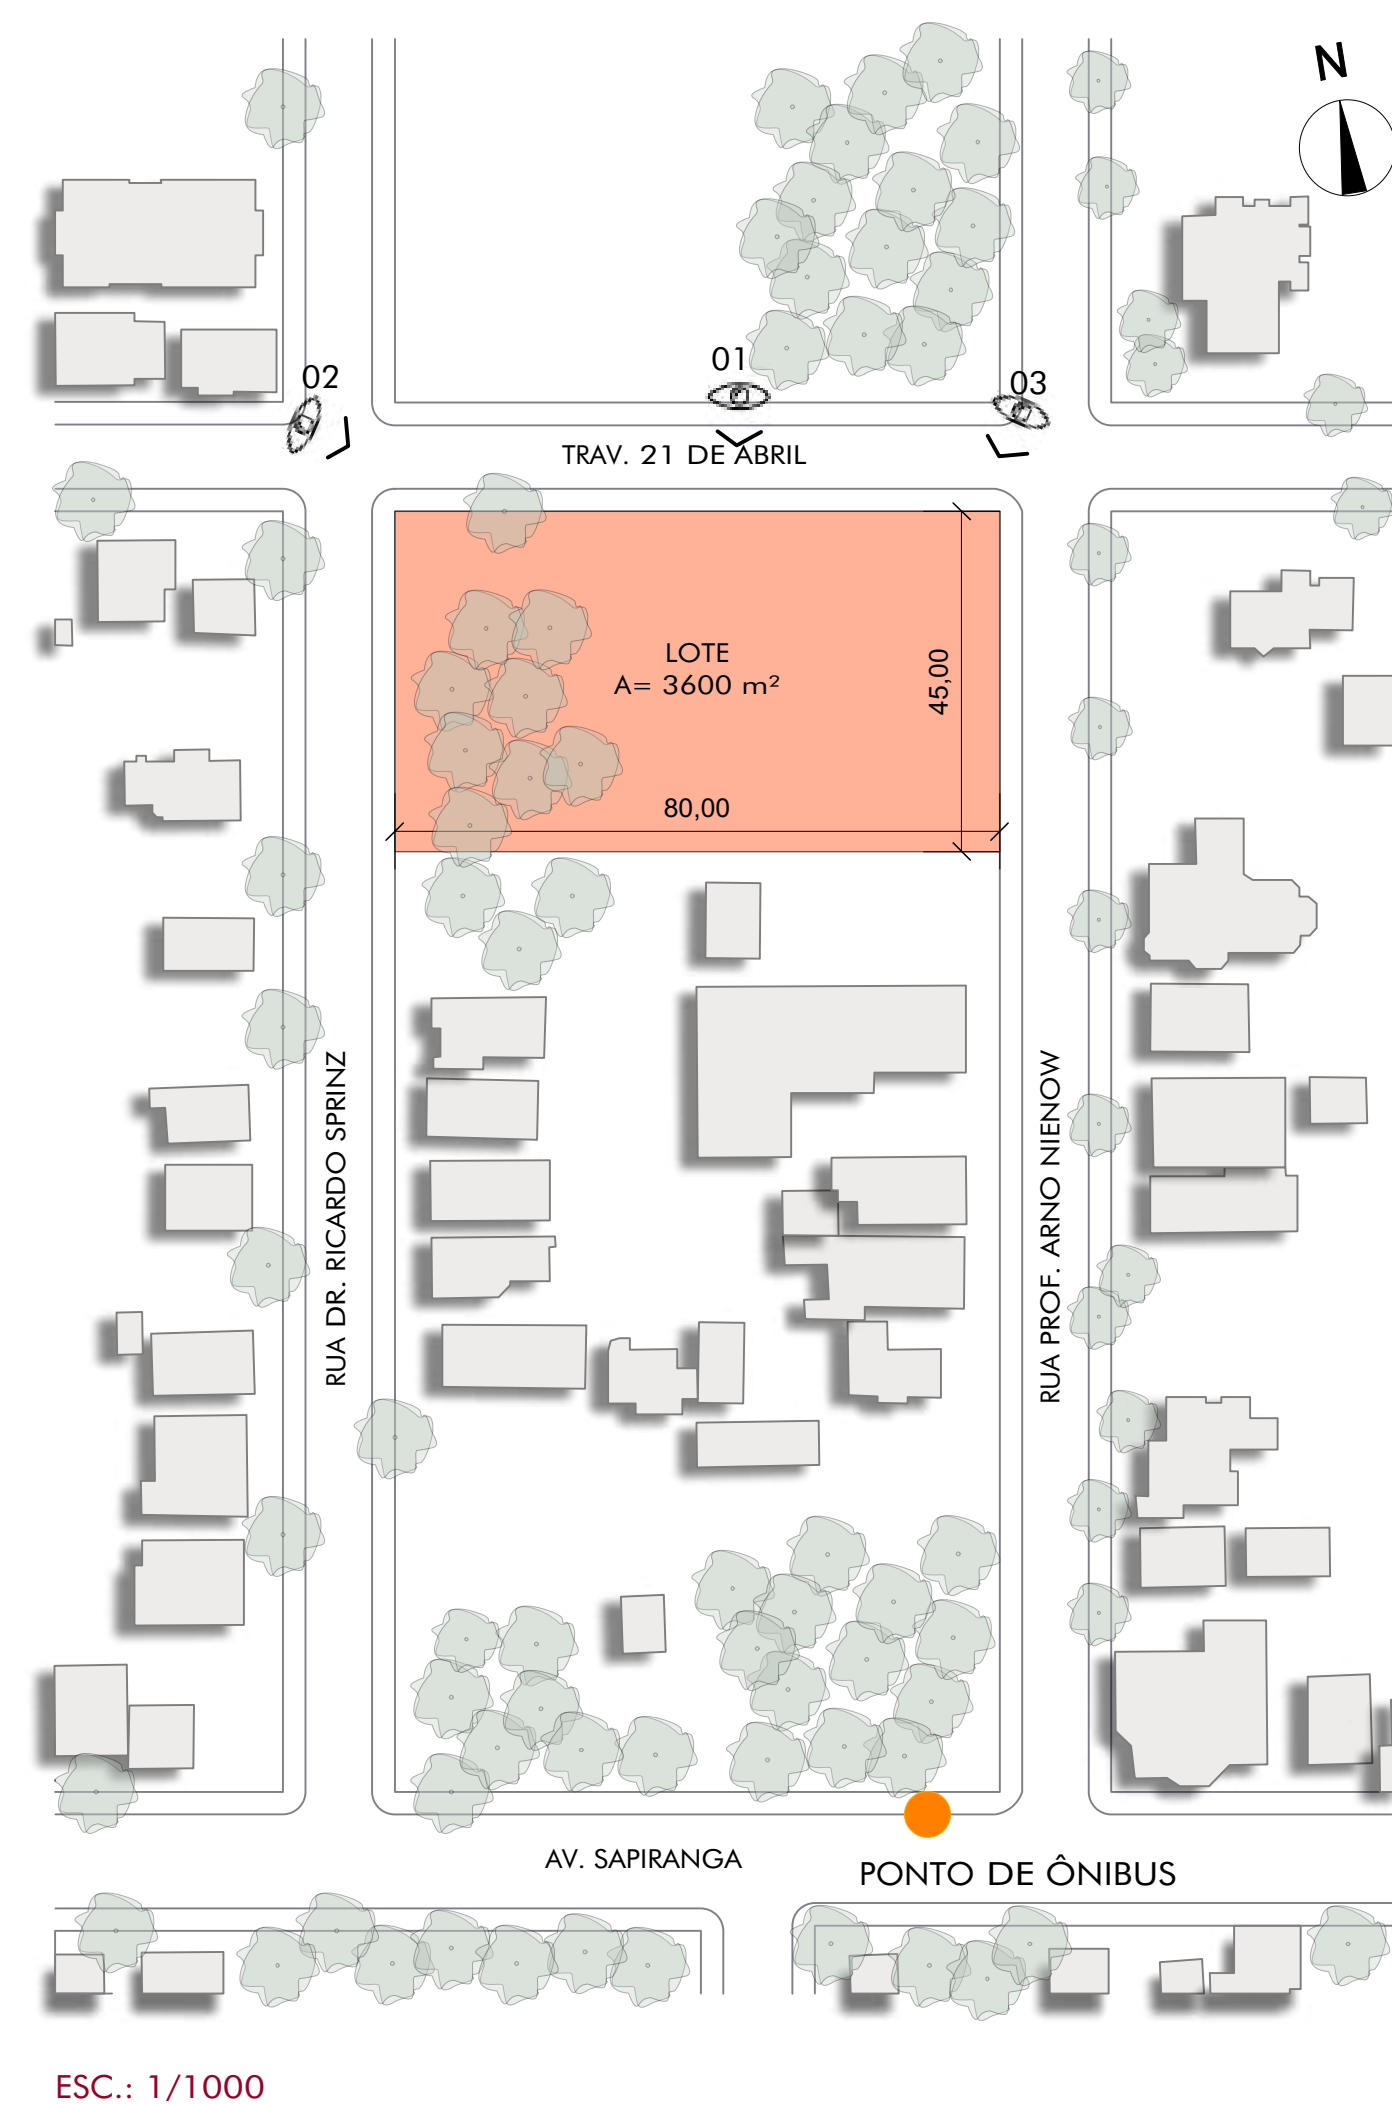 N
01
02
03
TRAV. 21 DE ABRIL
LOTE
A= 3600 m²
45,00
80,00
RUA DR. RICARDO SPRINZ
RUA PROF. ARNO NIENOW
AV. SAPIRANGA
PONTO DE ÔNIBUS
ESC.: 1/1000